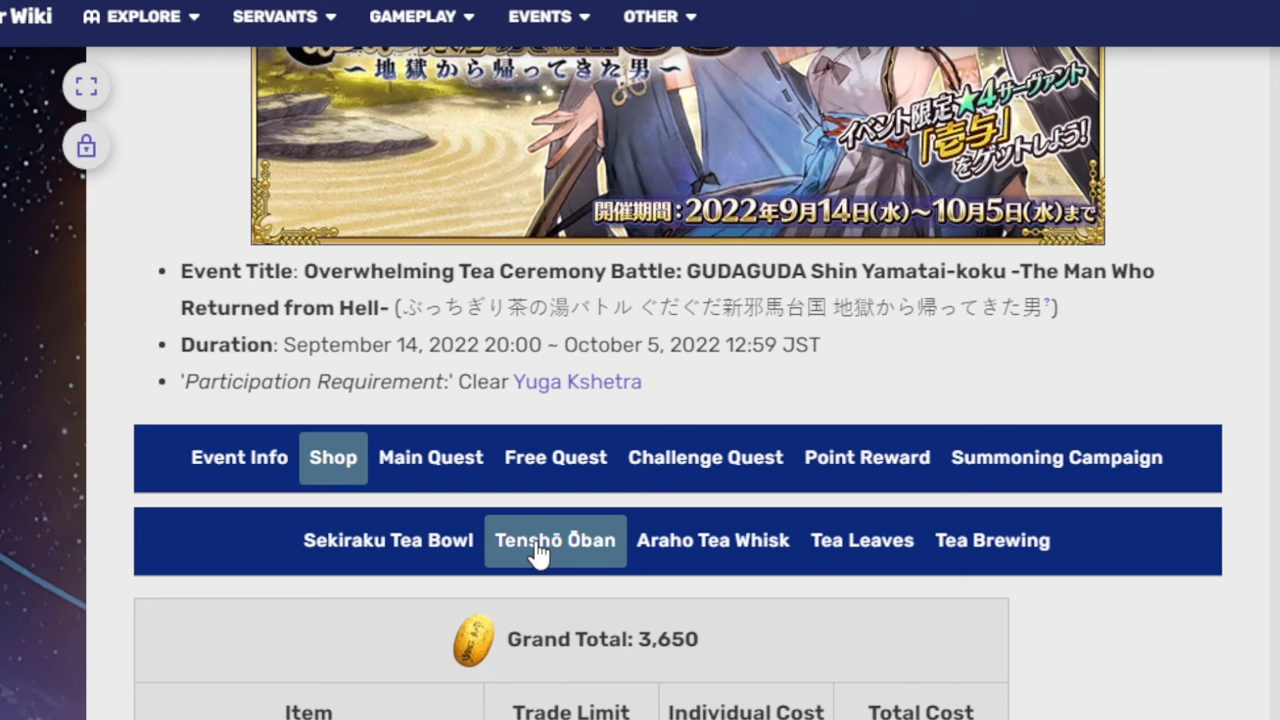 r Wiki EXPLORE SERVANTS GAMEPLAY EVENTS OTHER
〜地獄から帰ってきた男〜
イベント限定★4サーヴァント
「壱与」
をゲットしよう!
開催期間:2022年9月14日(水)〜10月5日(水)まで
• Event Title: Overwhelming Tea Ceremony Battle: GUDAGUDA Shin Yamatai-koku -The Man Who
Returned from Hell- (ぶっちぎり茶の湯バトル ぐだぐだ新邪馬台国 地獄から帰ってきた男?)
• Duration: September 14, 2022 20:00 ~ October 5, 2022 12:59 JST
• 'Participation Requirement:' Clear Yuga Kshetra
Event Info Shop Main Quest Free Quest Challenge Quest Point Reward Summoning Campaign
Sekiraku Tea Bowl Tenshō Ōban Araho Tea Whisk Tea Leaves Tea Brewing
Grand Total: 3,650
Item Trade Limit Individual Cost Total Cost